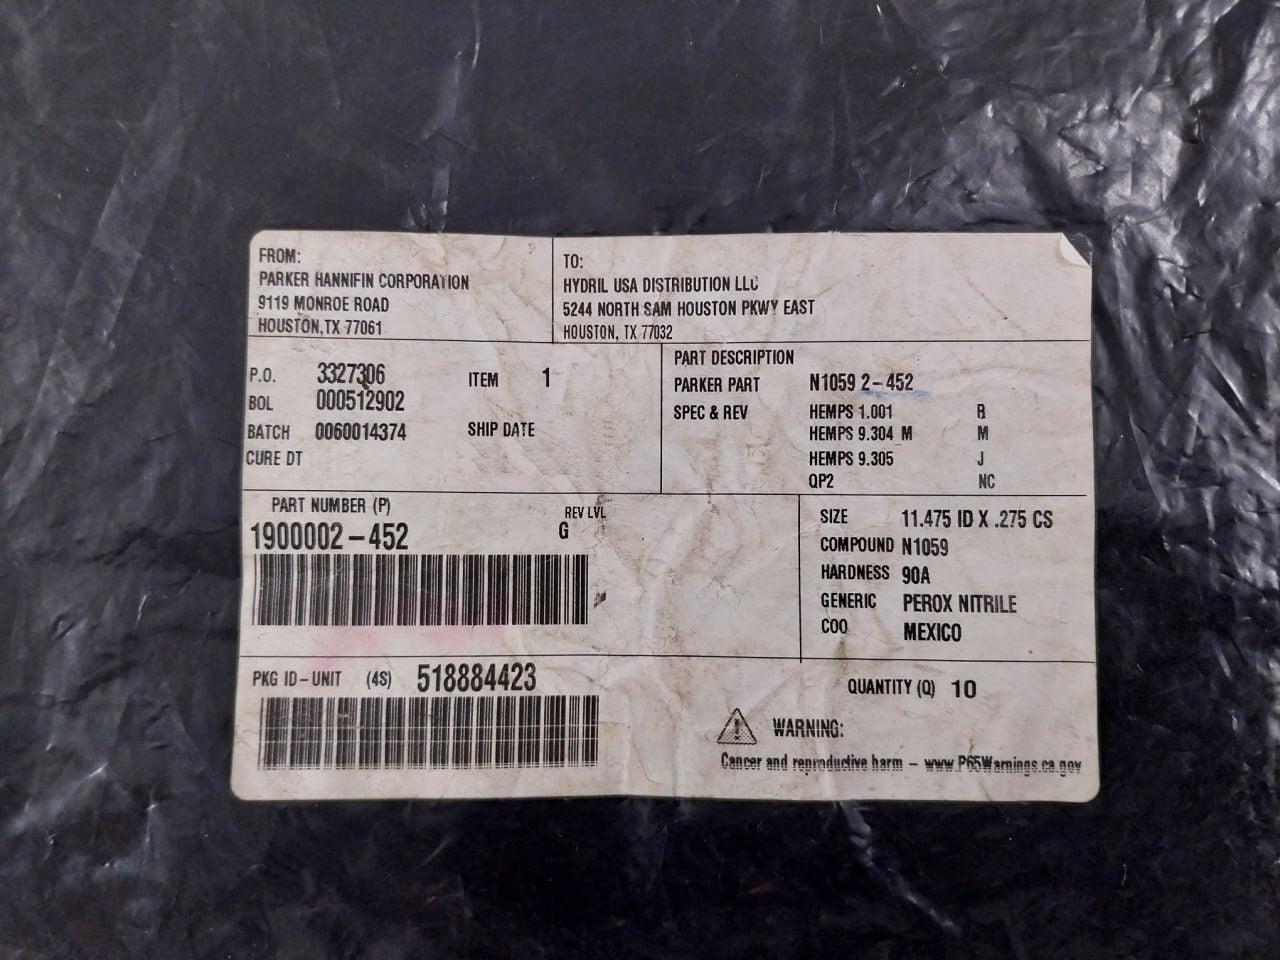 FROM:
PARKER HANNIFIN CORPORATION
9119 MONROE ROAD
HOUSTON,TX 77061
TO:
HYDRIL USA DISTRIBUTION LLC
5244 NORTH SAM HOUSTON PKWY EAST
HOUSTON, TX 77032
P.O. 3327306 ITEM 1
BOL 000512902
BATCH 0060014374 SHIP DATE
CURE DT
PART DESCRIPTION
PARKER PART N1059 2-452
SPEC & REV HEMPS 1.001 R
HEMPS 9.304 M M
HEMPS 9.305 J
QP2 NC
PART NUMBER (P) REV LVL
1900002-452 G
SIZE 11.475 ID X .275 CS
COMPOUND N1059
HARDNESS 90A
GENERIC PEROX NITRILE
COO MEXICO
PKG ID-UNIT (4S) 518884423
QUANTITY (Q) 10
WARNING:
Cancer and reproductive harm - www.P65Warnings.ca.gov